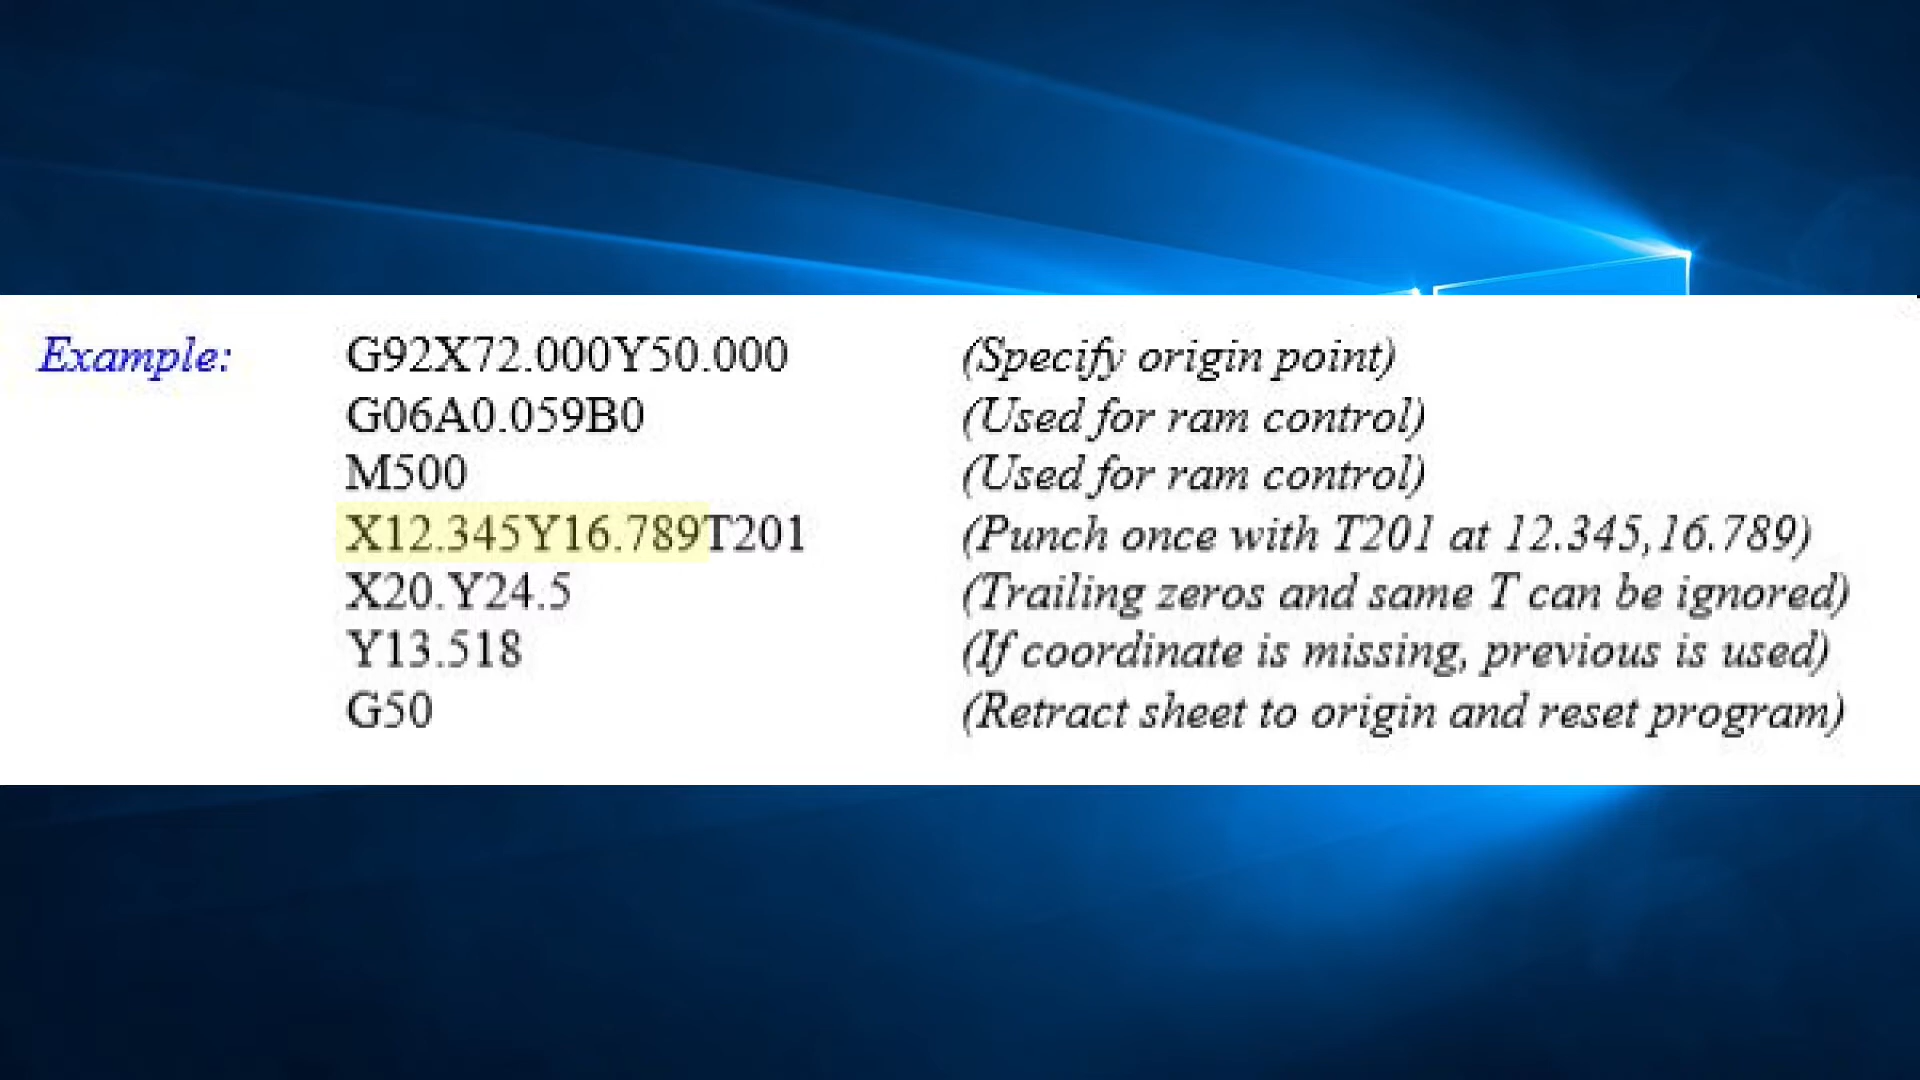 Example: G92X72.000Y50.000 (Specify origin point)
G06A0.059B0 (Used for ram control)
M500 (Used for ram control)
X12.345Y16.789T201 (Punch once with T201 at 12.345,16.789)
X20.Y24.5 (Trailing zeros and same T can be ignored)
Y13.518 (If coordinate is missing, previous is used)
G50 (Retract sheet to origin and reset program)